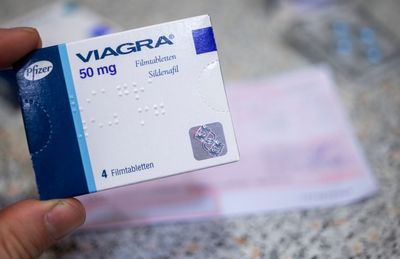 VIAGRA®
50 mg
Filmtabletten
Sildenafil
Pfizer
4 Filmtabletten